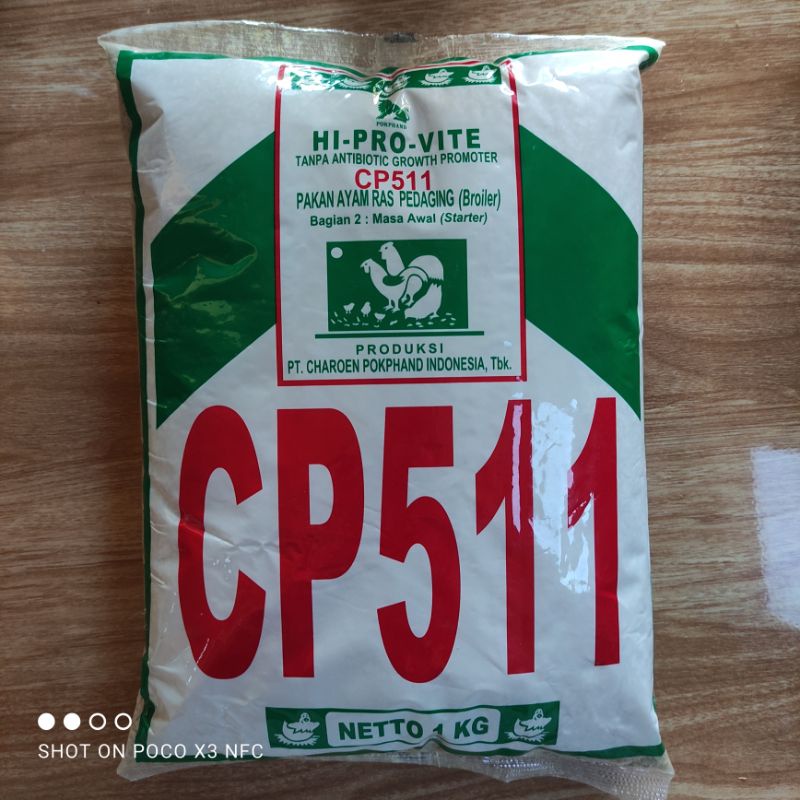 POKPHAND
HI-PRO-VITE
TANPA ANTIBIOTIC GROWTH PROMOTER
CP511
PAKAN AYAM RAS PEDAGING (Broiler)
Bagian 2 : Masa Awal (Starter)
PRODUKSI
PT. CHAROEN POKPHAND INDONESIA, Tbk.
CP511
NETTO 1 KG
SHOT ON POCO X3 NFC